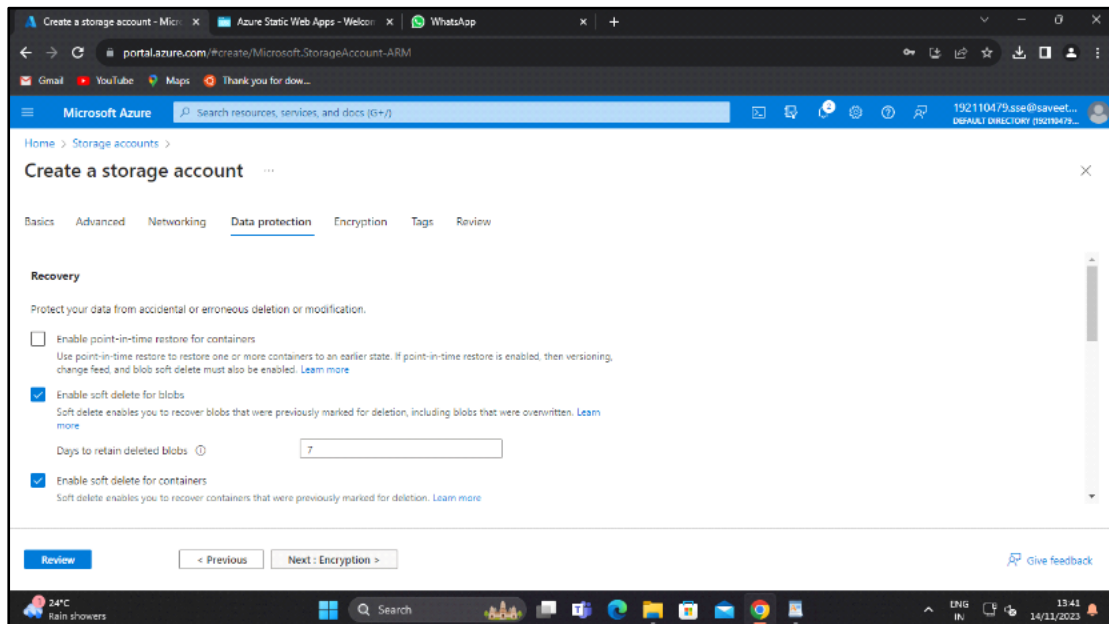 Create a storage account - Micr
Azure Static Web Apps - Welcon
WhatsApp
portal.azure.com/#create/Microsoft.StorageAccount-ARM
Gmail
YouTube
Maps
Thank you for dow...
Microsoft Azure
Search resources, services, and docs (G+/)
2
192110479.sse@saveet...
DEFAULT DIRECTORY (192110479...
Home > Storage accounts >
Create a storage account ...
Basics
Advanced
Networking
Data protection
Encryption
Tags
Review
Recovery
Protect your data from accidental or erroneous deletion or modification.
Enable point-in-time restore for containers
Use point-in-time restore to restore one or more containers to an earlier state. If point-in-time restore is enabled, then versioning,
change feed, and blob soft delete must also be enabled. Learn more
Enable soft delete for blobs
Soft delete enables you to recover blobs that were previously marked for deletion, including blobs that were overwritten. Learn
more
Days to retain deleted blobs
7
Enable soft delete for containers
Soft delete enables you to recover containers that were previously marked for deletion. Learn more
Review
< Previous
Next : Encryption >
Give feedback
24°C
Rain showers
Search
ENG
IN
13:41
14/11/2023